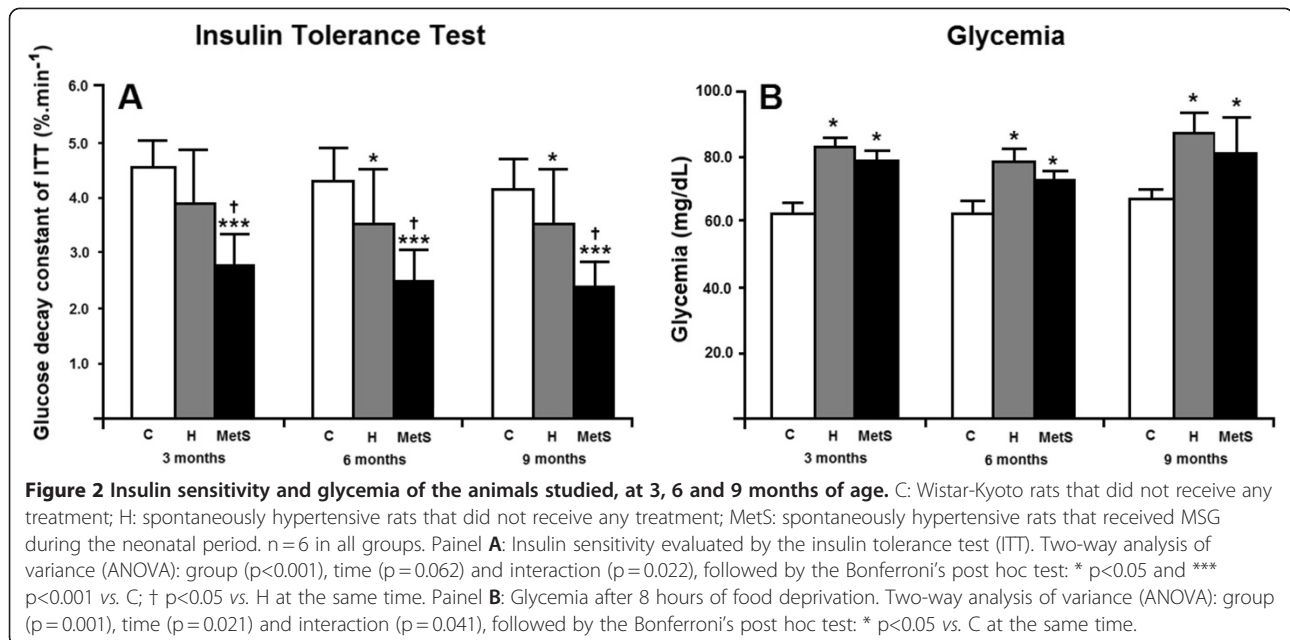 Insulin Tolerance Test
Glycemia
A
Glucose decay constant of ITT (%.min⁻¹)
6.0
5.0
4.0
3.0
2.0
1.0
†
***
*
†
***
*
†
***
C H MetS C H MetS C H MetS
3 months 6 months 9 months
B
Glycemia (mg/dL)
100.0
80.0
60.0
40.0
20.0
* * * * * *
C H MetS C H MetS C H MetS
3 months 6 months 9 months
Figure 2 Insulin sensitivity and glycemia of the animals studied, at 3, 6 and 9 months of age. C: Wistar-Kyoto rats that did not receive any
treatment; H: spontaneously hypertensive rats that did not receive any treatment; MetS: spontaneously hypertensive rats that received MSG
during the neonatal period. n = 6 in all groups. Painel A: Insulin sensitivity evaluated by the insulin tolerance test (ITT). Two-way analysis of
variance (ANOVA): group (p<0.001), time (p = 0.062) and interaction (p = 0.022), followed by the Bonferroni's post hoc test: * p<0.05 and ***
p<0.001 vs. C; † p<0.05 vs. H at the same time. Painel B: Glycemia after 8 hours of food deprivation. Two-way analysis of variance (ANOVA): group
(p = 0.001), time (p = 0.021) and interaction (p = 0.041), followed by the Bonferroni's post hoc test: * p<0.05 vs. C at the same time.